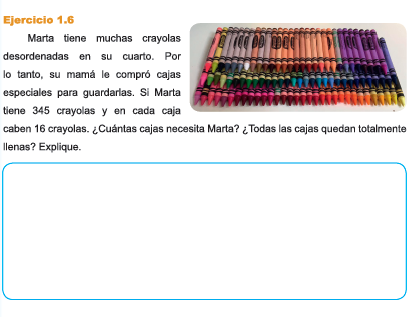 Ejercicio 1.6
Marta tiene muchas crayolas
desordenadas en su cuarto. Por
lo tanto, su mamá le compró cajas
especiales para guardarlas. Si Marta
tiene 345 crayolas y en cada caja
caben 16 crayolas. ¿Cuántas cajas necesita Marta? ¿Todas las cajas quedan totalmente
llenas? Explique.